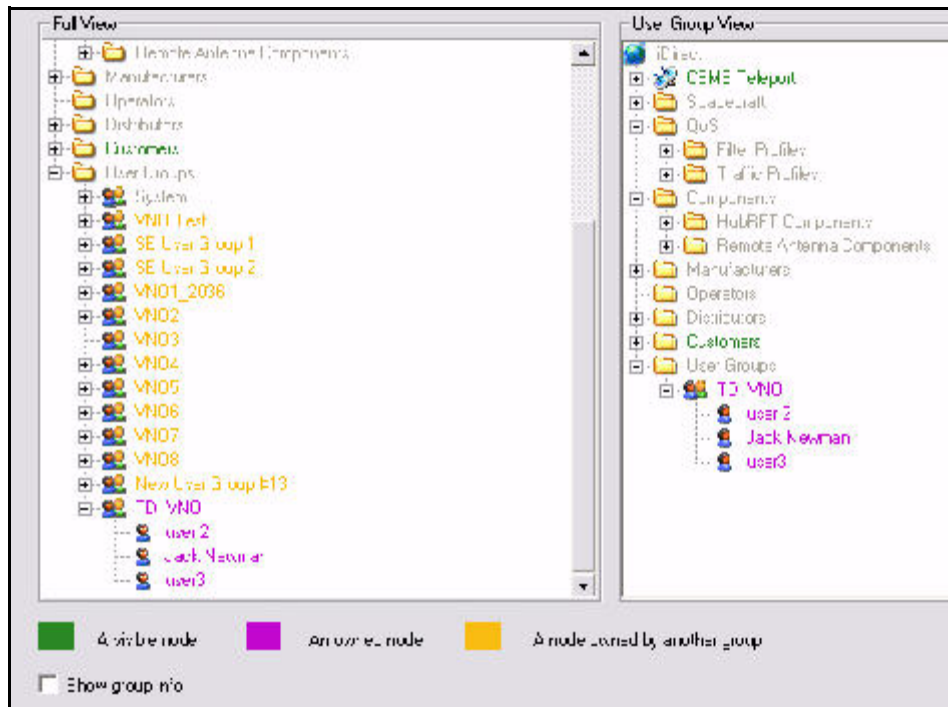 Full View
Remote Antenna Components
Manufacturers
Operators
Distributors
Customers
User Groups
System
VNO Test
SE User Group 1
SE User Group 2
VNO1_2036
VNO2
VNO3
VNO4
VNO5
VNO6
VNO7
VNO8
New User Group #13
TD VNO
user 2
Jack Newman
user3
User Group View
iDirect
Teleport
Spacecraft
QoS
Filter Profiles
Traffic Profiles
Components
HubRFT Components
Remote Antenna Components
Manufacturers
Operators
Distributors
Customers
User Groups
TD VNO
user 2
Jack Newman
user3
A visible node
An owned node
A node owned by another group
Show group info